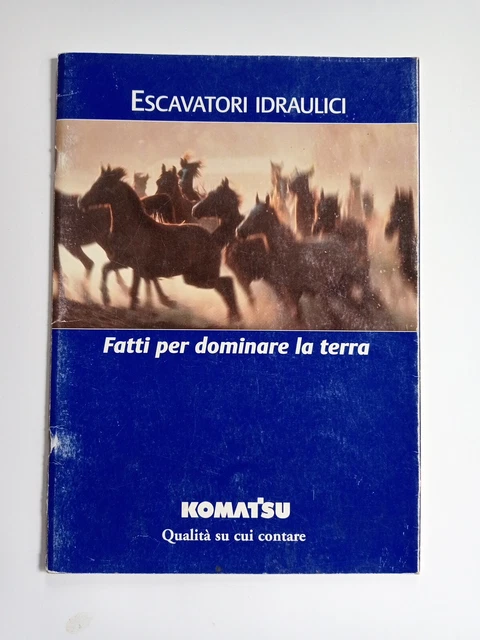 ESCAVATORI IDRAULICI
Fatti per dominare la terra
KOMATSU
Qualità su cui contare